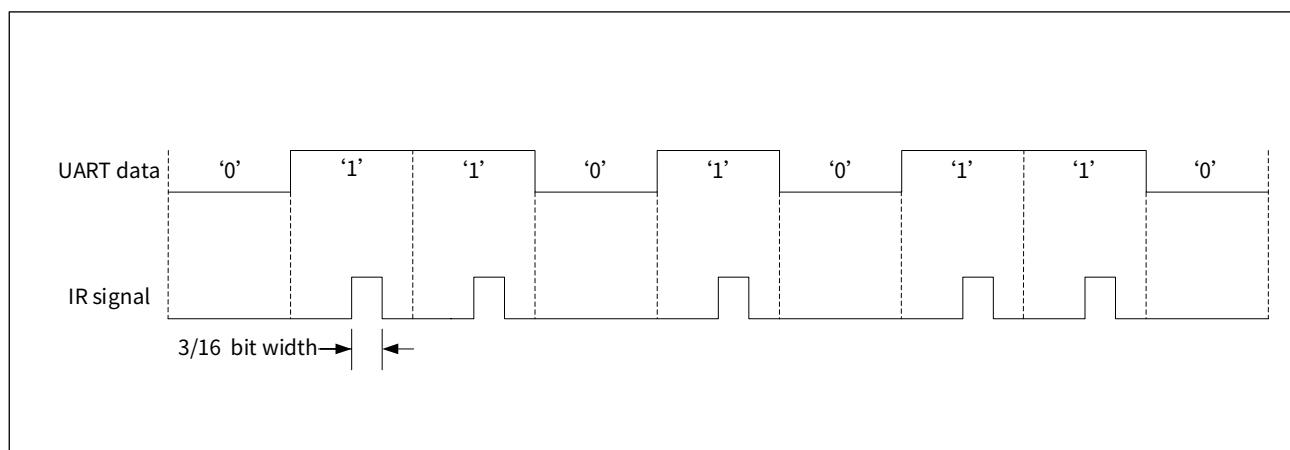 UART data ‘0’ ‘1’ ‘1’ ‘0’ ‘1’ ‘0’ ‘1’ ‘1’ ‘0’
IR signal
3/16 bit width